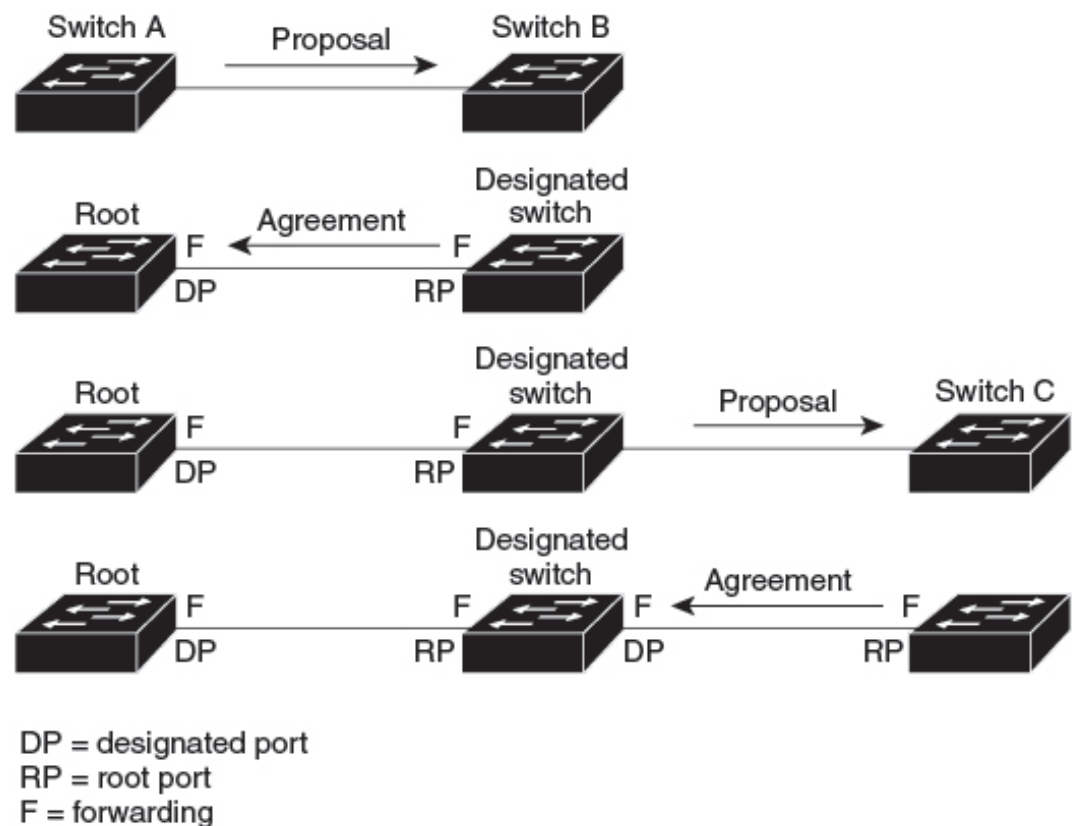 Switch A
Proposal
Switch B
Root
F
Agreement
Designated
switch
F
DP
RP
Root
F
Designated
switch
F
Proposal
Switch C
DP
RP
Root
F
Designated
switch
F
F
Agreement
F
DP
RP
DP
RP
DP = designated port
RP = root port
F = forwarding